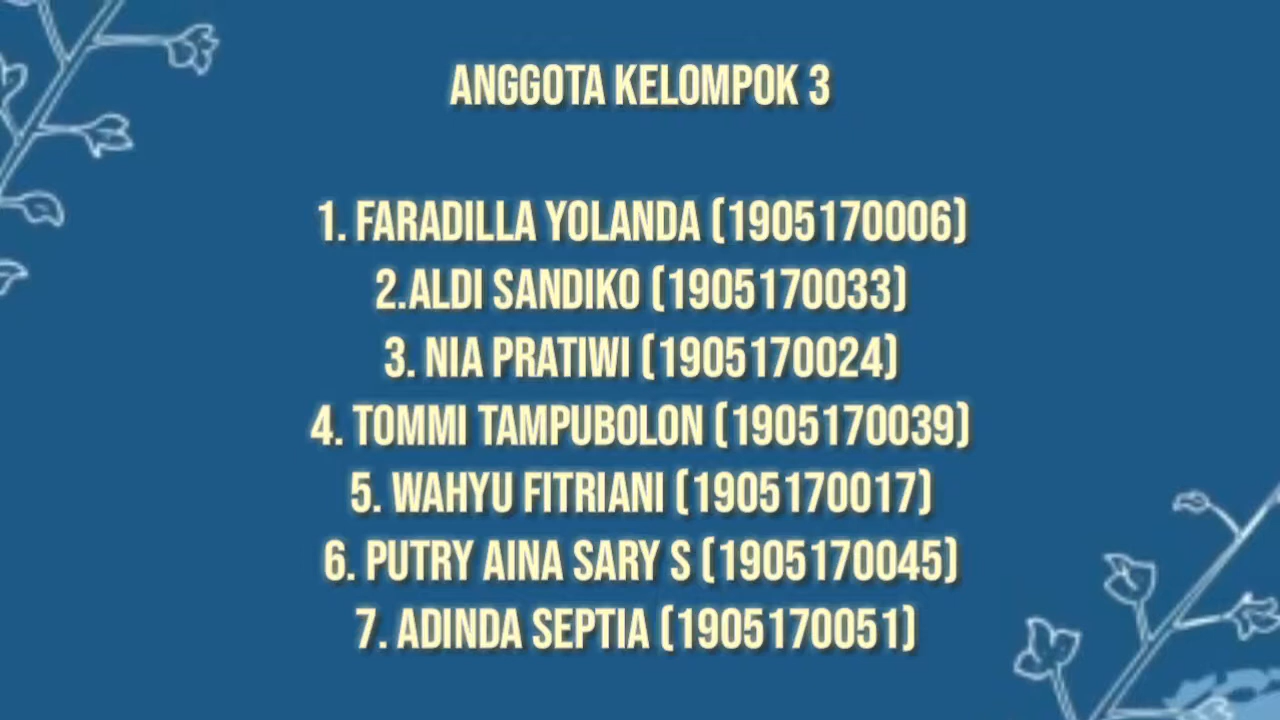 ANGGOTA KELOMPOK 3
1. FARADILLA YOLANDA (1905170006)
2.ALDI SANDIKO (1905170033)
3. NIA PRATIWI (1905170024)
4. TOMMI TAMPUBOLON (1905170039)
5. WAHYU FITRIANI (1905170017)
6. PUTRY AINA SARY S (1905170045)
7. ADINDA SEPTIA (1905170051)